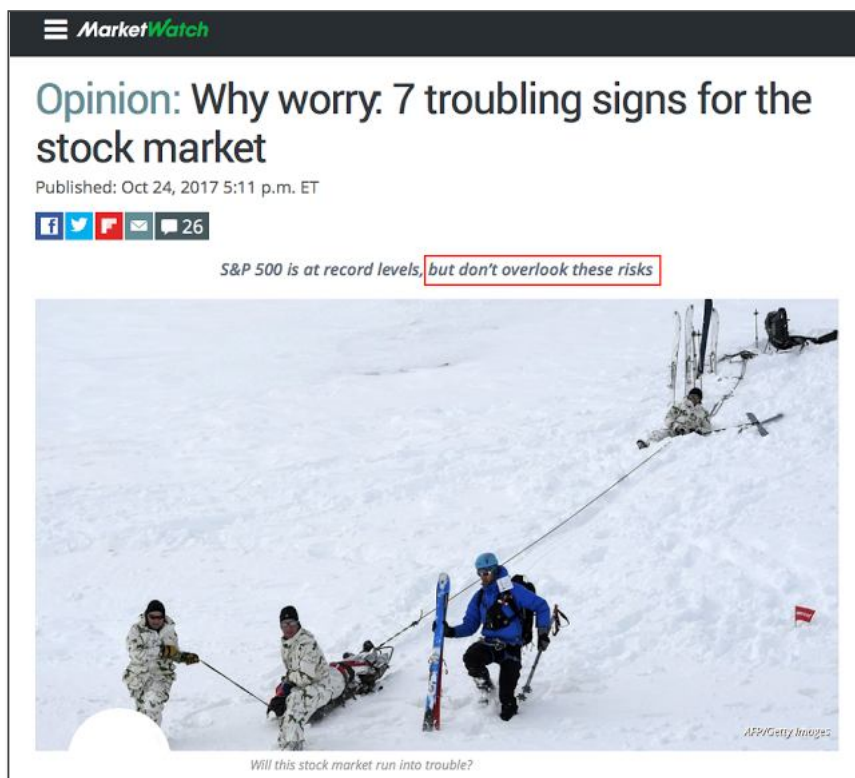 MarketWatch
Opinion: Why worry: 7 troubling signs for the
stock market
Published: Oct 24, 2017 5:11 p.m. ET
26
S&P 500 is at record levels, but don't overlook these risks
AFP/Getty Images
Will this stock market run into trouble?